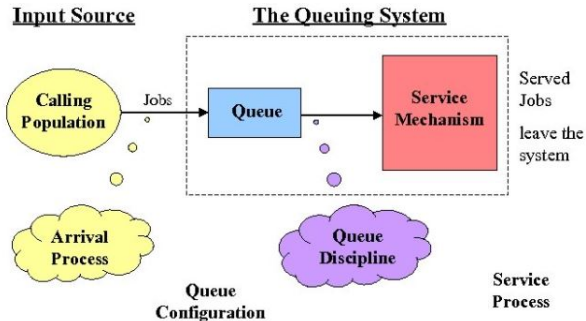 Input Source
The Queuing System
Calling
Population
Jobs
Queue
Service
Mechanism
Served
Jobs
leave the
system
Arrival
Process
Queue
Discipline
Queue
Configuration
Service
Process